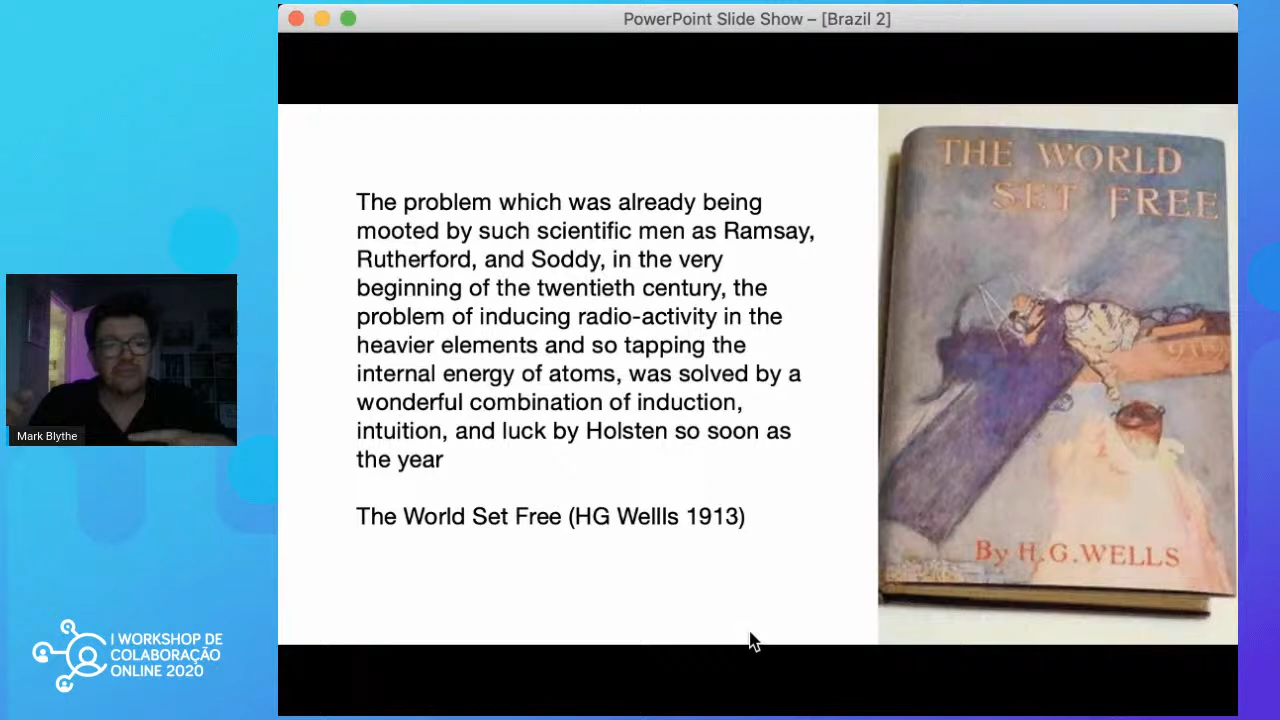 PowerPoint Slide Show – [Brazil 2]
The problem which was already being
mooted by such scientific men as Ramsay,
Rutherford, and Soddy, in the very
beginning of the twentieth century, the
problem of inducing radio-activity in the
heavier elements and so tapping the
internal energy of atoms, was solved by a
wonderful combination of induction,
intuition, and luck by Holsten so soon as
the year
The World Set Free (HG Wellls 1913)
THE WORLD
SET FREE
By H.G.WELLS
Mark Blythe
I WORKSHOP DE
COLABORAÇÃO
ONLINE 2020